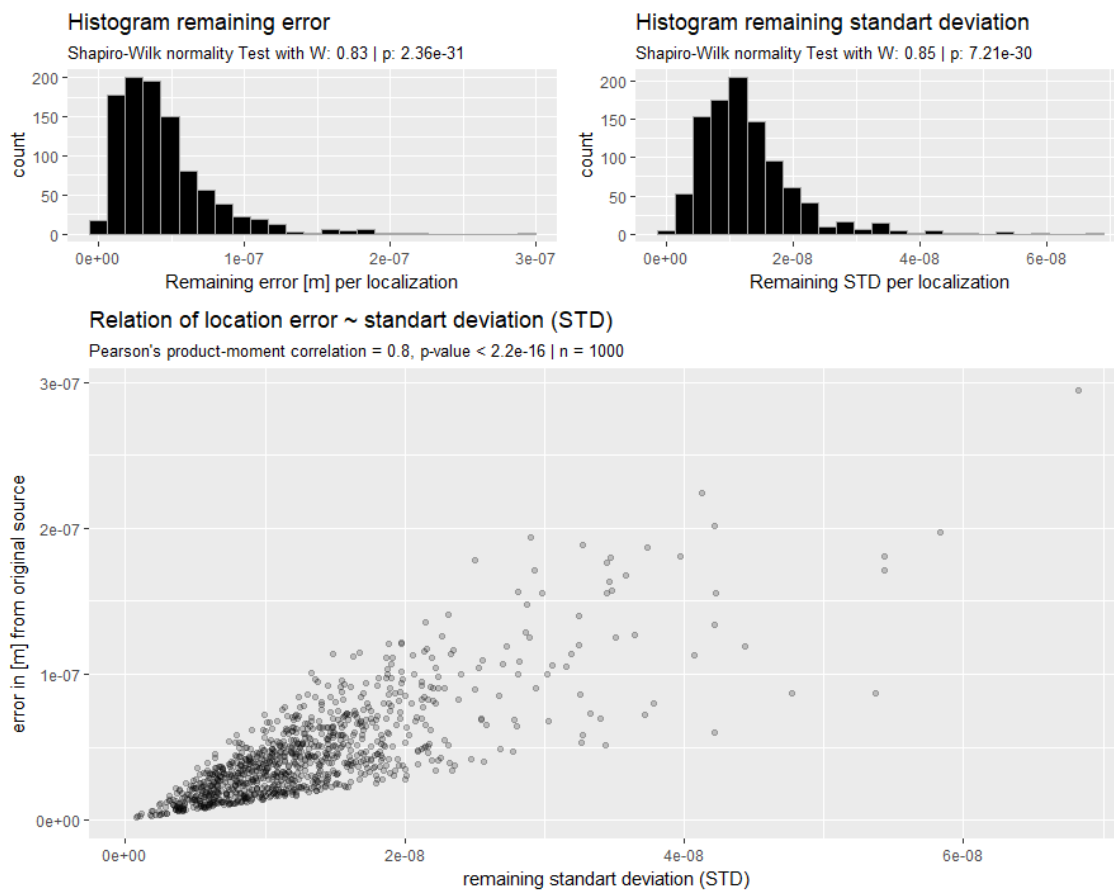 Histogram remaining error
Shapiro-Wilk normality Test with W: 0.83 | p: 2.36e-31
200
150
100
50
0
count
0e+00 1e-07 2e-07 3e-07
Remaining error [m] per localization
Histogram remaining standart deviation
Shapiro-Wilk normality Test with W: 0.85 | p: 7.21e-30
200
150
100
50
0
count
0e+00 2e-08 4e-08 6e-08
Remaining STD per localization
Relation of location error ~ standart deviation (STD)
Pearson's product-moment correlation = 0.8, p-value < 2.2e-16 | n = 1000
3e-07
2e-07
1e-07
0e+00
error in [m] from original source
0e+00 2e-08 4e-08 6e-08
remaining standart deviation (STD)